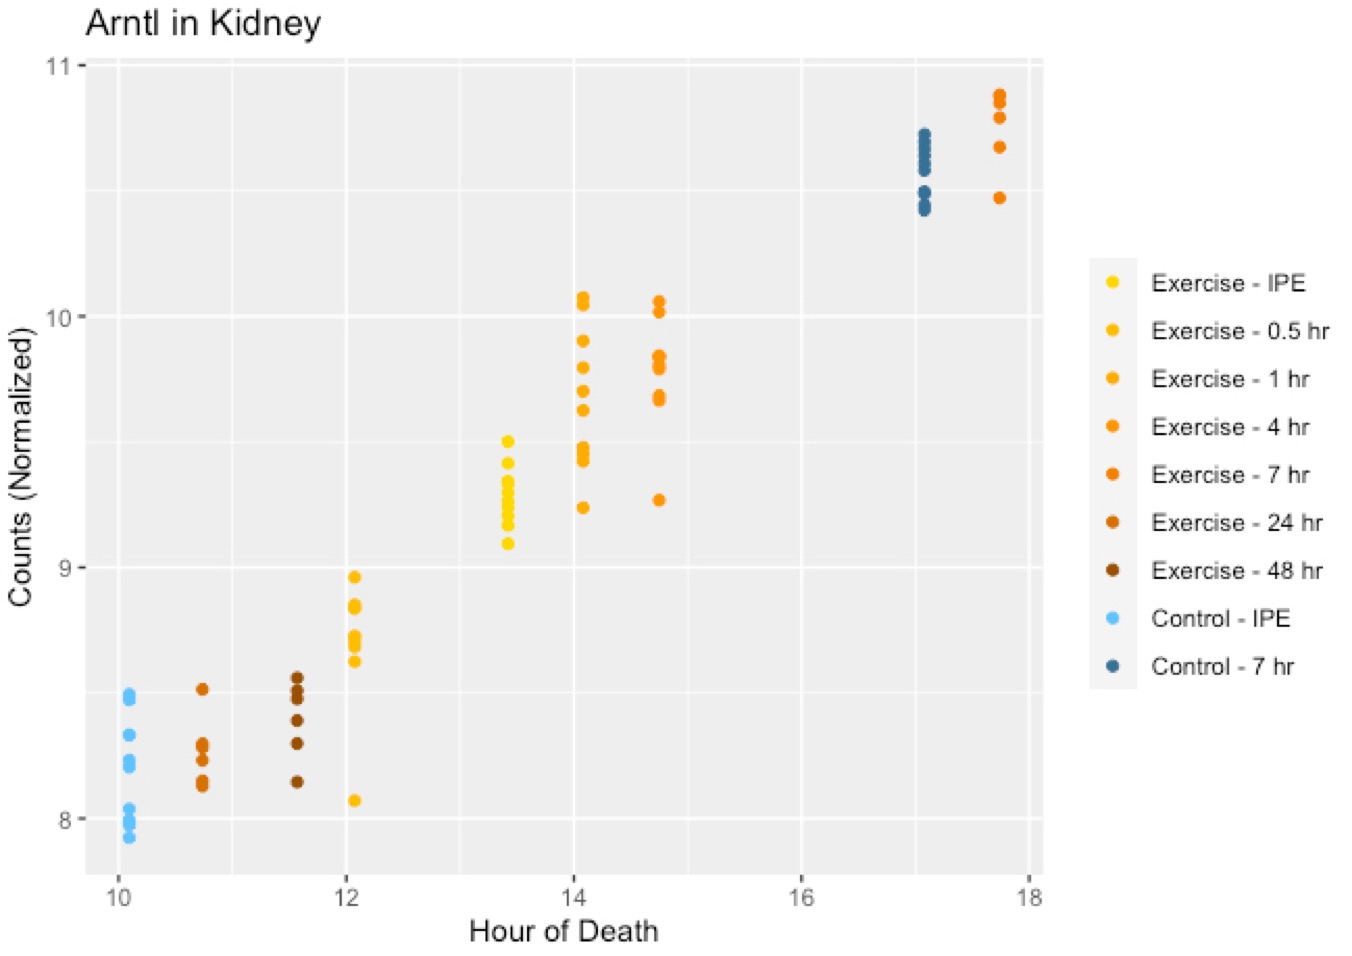 Arntl in Kidney
11
10
9
8
Counts (Normalized)
10 12 14 16 18
Hour of Death
Exercise - IPE
Exercise - 0.5 hr
Exercise - 1 hr
Exercise - 4 hr
Exercise - 7 hr
Exercise - 24 hr
Exercise - 48 hr
Control - IPE
Control - 7 hr